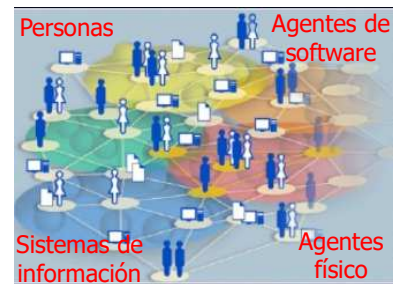 Personas
Agentes de
software
Sistemas de
información
Agentes
físico